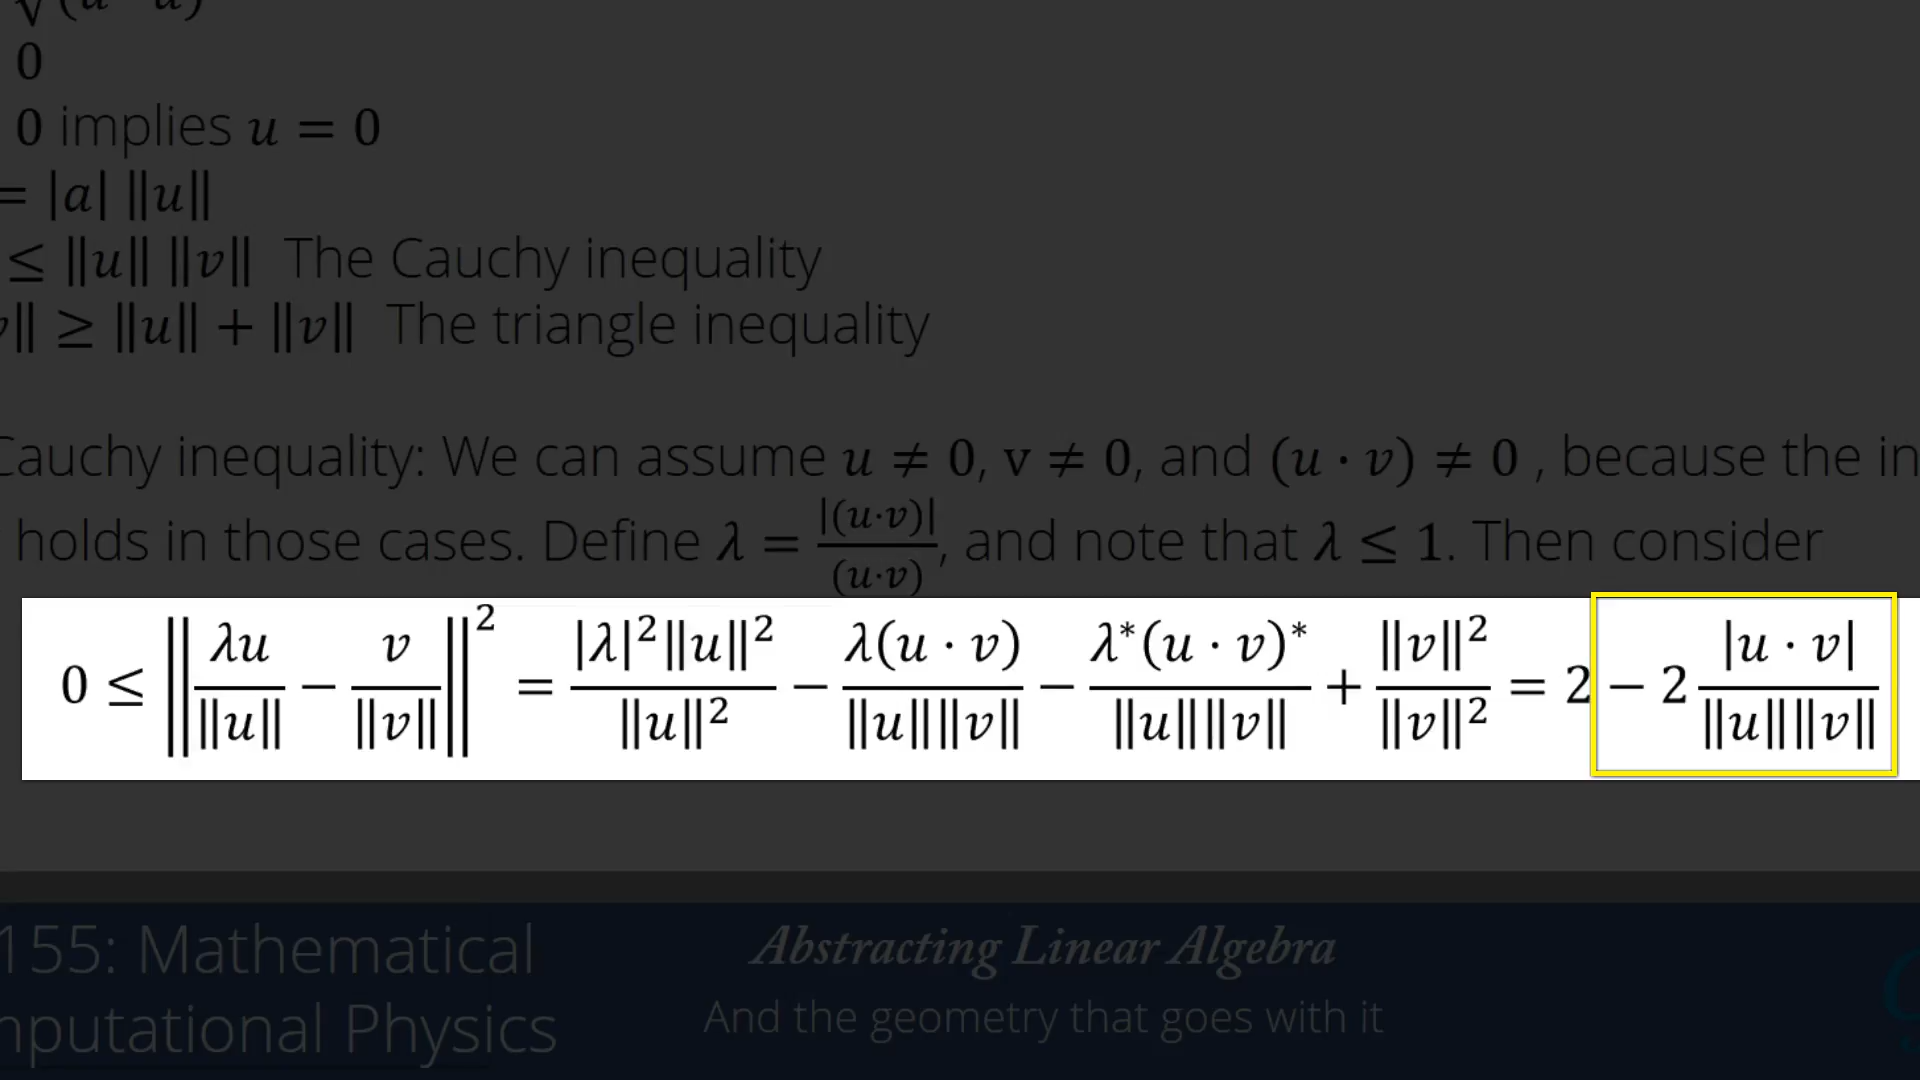 √(u · u)
0
0 implies u = 0
= |a| ‖u‖
≤ ‖u‖ ‖v‖ The Cauchy inequality
v‖ ≥ ‖u‖ + ‖v‖ The triangle inequality
Cauchy inequality: We can assume u ≠ 0, v ≠ 0, and (u · v) ≠ 0 , because the in
holds in those cases. Define λ = |(u·v)|/(u·v), and note that λ ≤ 1. Then consider
0 ≤ ‖λu/‖u‖ − v/‖v‖‖² = |λ|²‖u‖²/‖u‖² − λ(u · v)/‖u‖‖v‖ − λ*(u · v)*/‖u‖‖v‖ + ‖v‖²/‖v‖² = 2 − 2 |u · v|/‖u‖‖v‖
155: Mathematical
Abstracting Linear Algebra
mputational Physics
And the geometry that goes with it